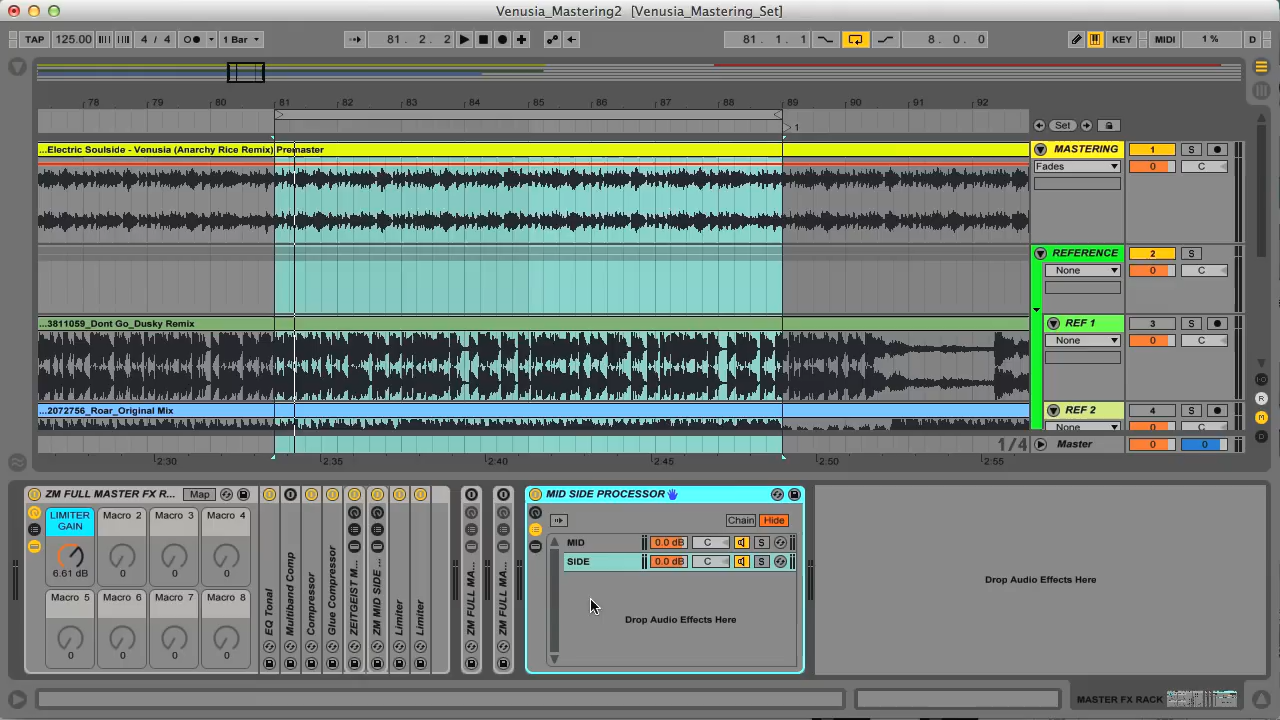 Venusia_Mastering2 [Venusia_Mastering_Set]
TAP 125.00 4 / 4 1 Bar 81. 2. 2 81. 1. 1 8. 0. 0 KEY MIDI 1 % D
78 79 80 81 82 83 84 85 86 87 88 89 90 91 92
1
Set
...Electric Soulside - Venusia (Anarchy Rice Remix) Premaster
MASTERING 1 S
Fades 0 C
REFERENCE 2 S
None 0 C
...3811059_Dont Go_Dusky Remix
REF 1 3 S
None 0 C
...2072756_Roar_Original Mix
REF 2 4 S
None 0 C
1/4 Master 0 0
2:30 2:35 2:40 2:45 2:50 2:55
R
M
D
ZM FULL MASTER FX R... Map
LIMITER GAIN Macro 2 Macro 3 Macro 4
6.61 dB 0 0 0
Macro 5 Macro 6 Macro 7 Macro 8
0 0 0 0
EQ Tonal
Multiband Comp
Compressor
Glue Compressor
ZEITGEIST M...
ZM MID SIDE ...
Limiter
Limiter
ZM FULL MA...
ZM FULL MA...
MID SIDE PROCESSOR
Chain Hide
MID 0.0 dB C S
SIDE 0.0 dB C S
Drop Audio Effects Here
Drop Audio Effects Here
MASTER FX RACK